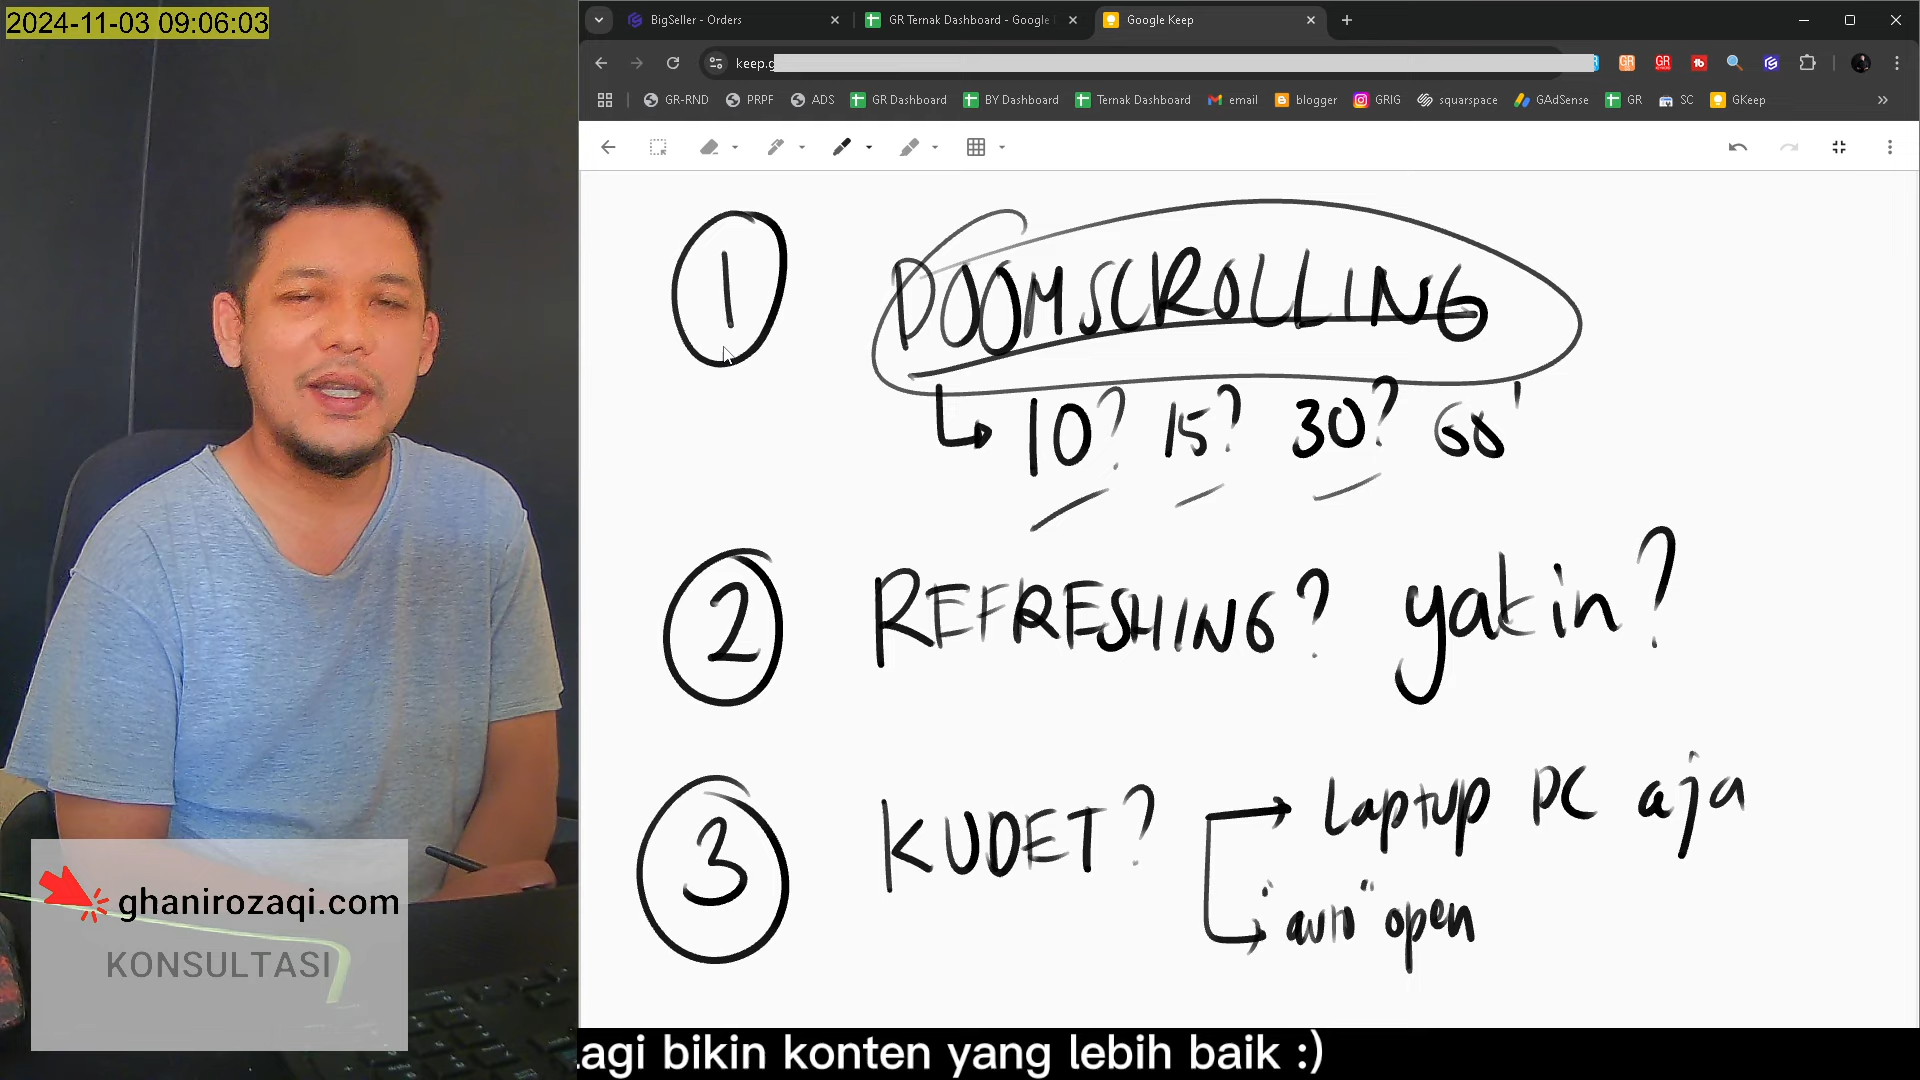 2024-11-03 09:06:03
BigSeller - Orders
GR Ternak Dashboard - Google
Google Keep
keep.g
GR-RND
PRPF
ADS
GR Dashboard
BY Dashboard
Ternak Dashboard
email
blogger
GRIG
squarspace
GAdSense
GR
SC
GKeep
1 DOOMSCROLLING
10? 15? 30? 60'
2 REFRESHING? yakin?
3 KUDET? Laptup PC aja
"auto" open
ghanirozaqi.com
KONSULTASI
agi bikin konten yang lebih baik :)